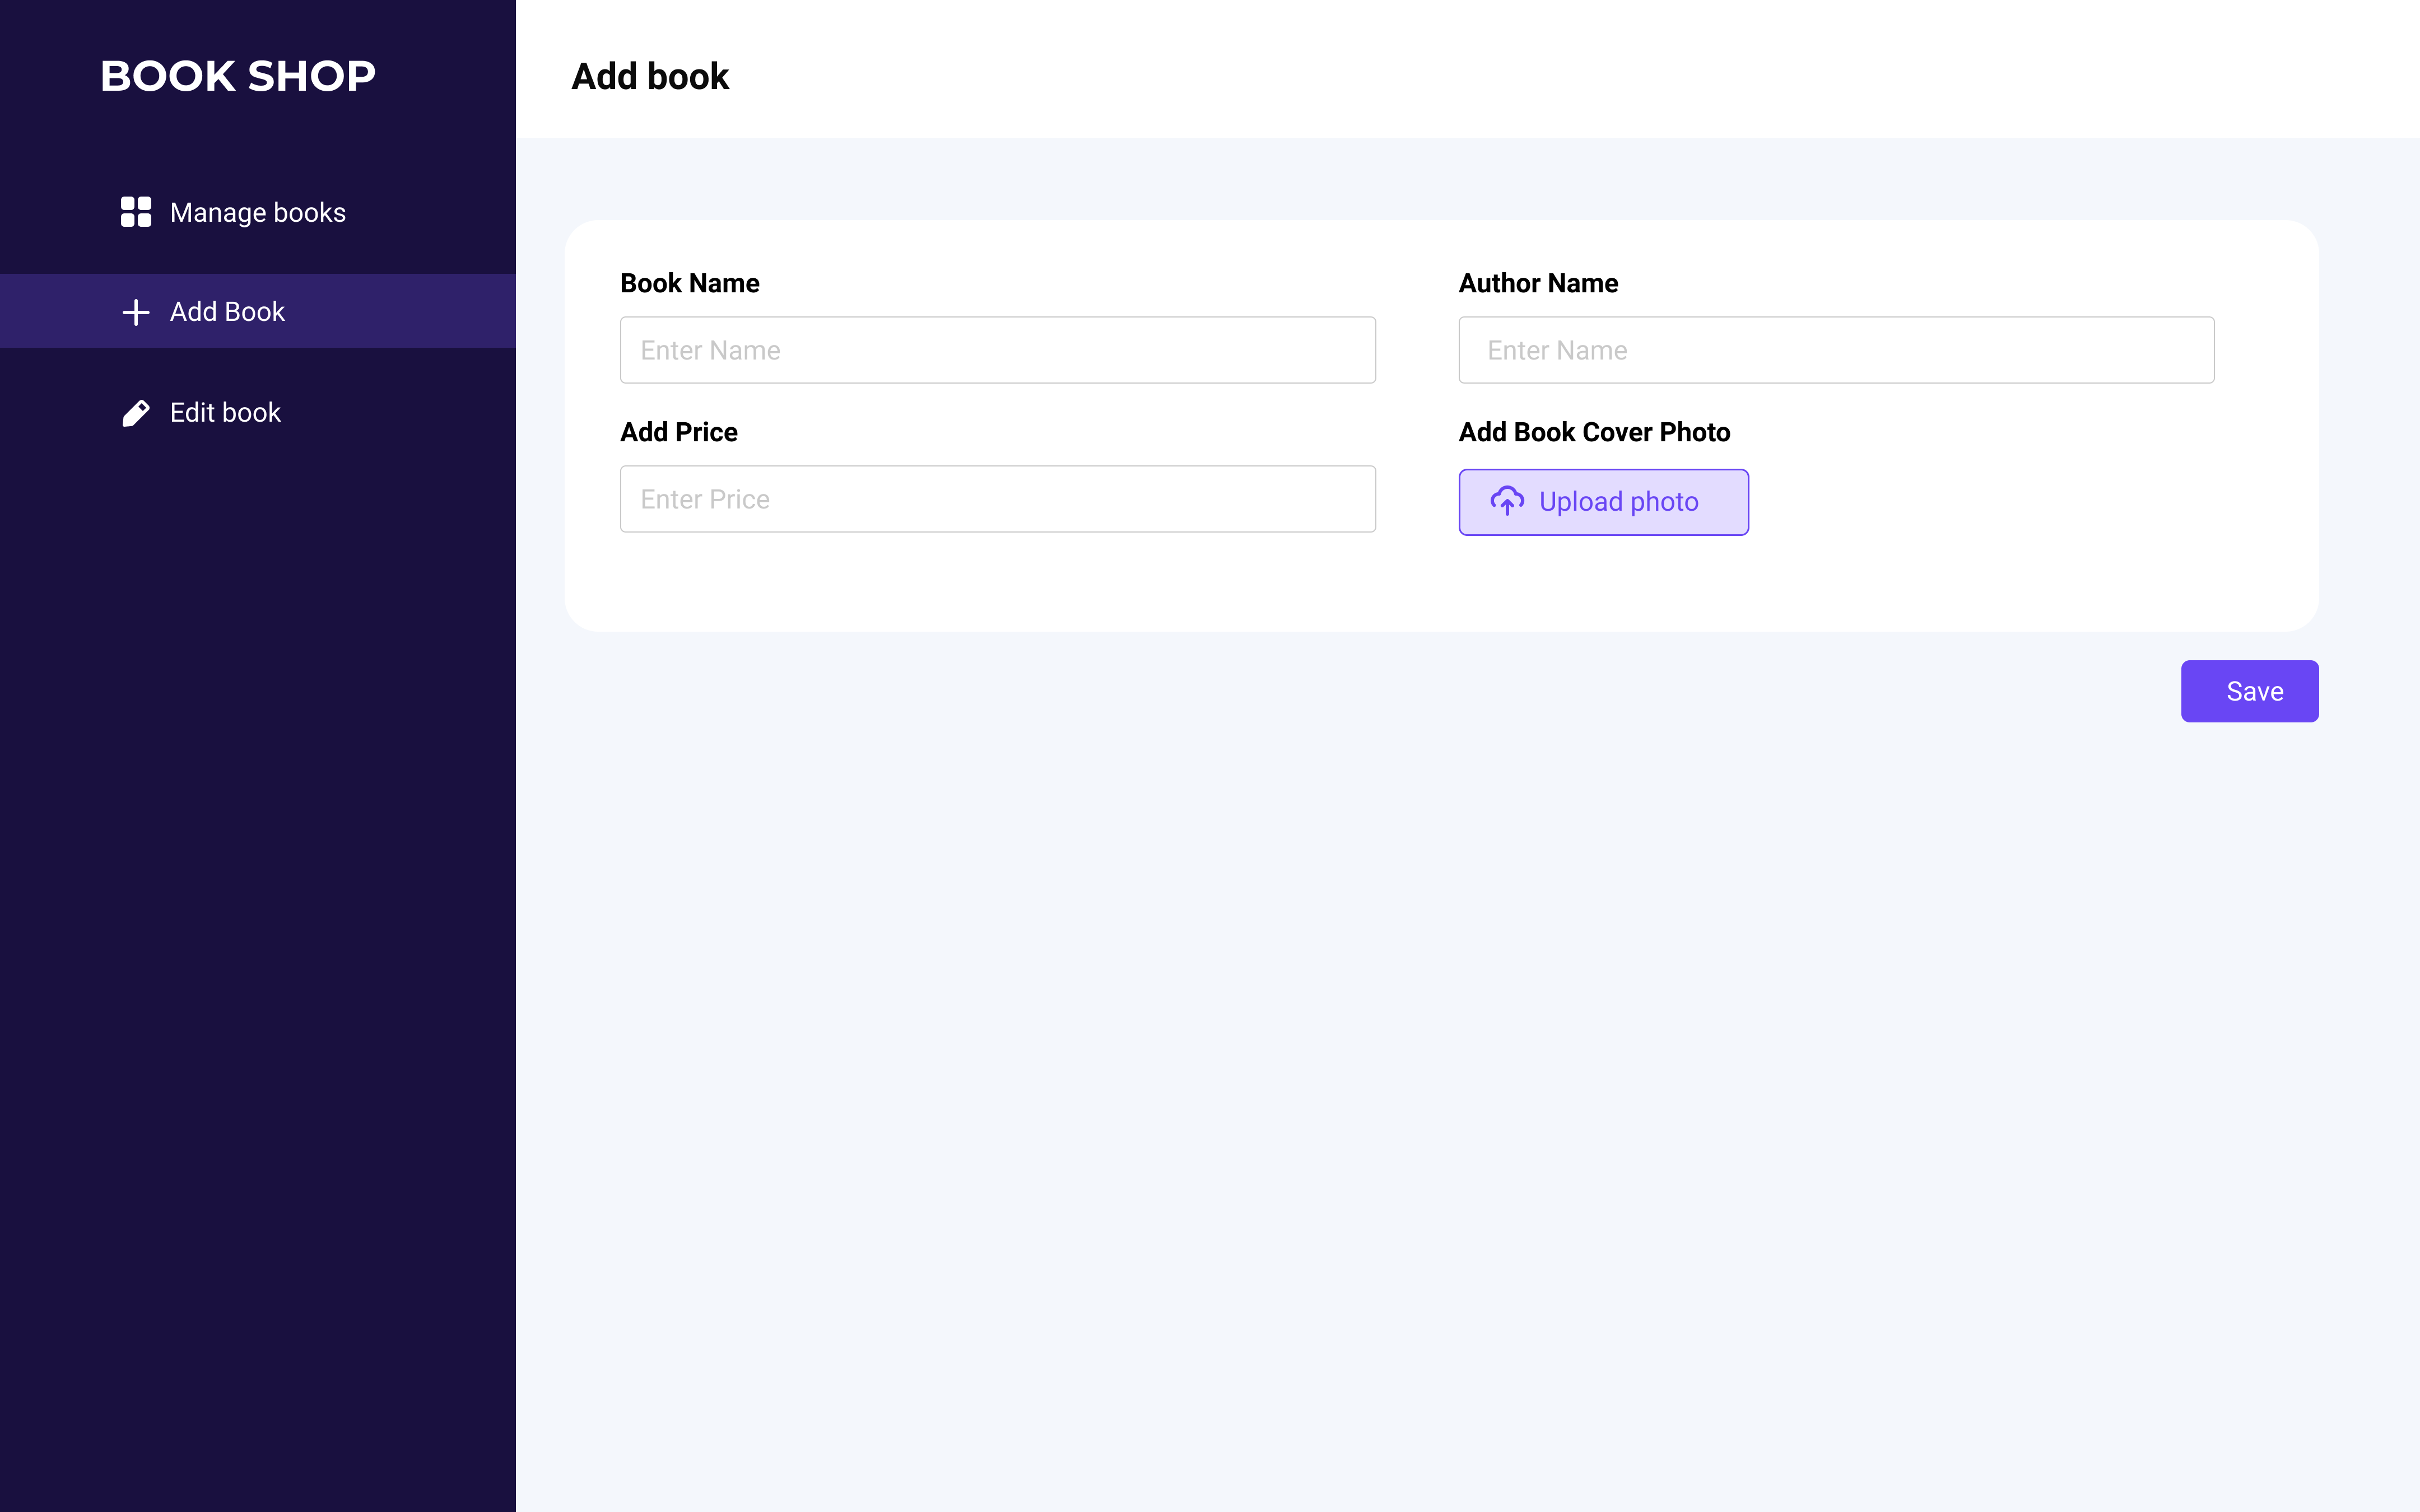 BOOK SHOP
Manage books
Add Book
Edit book
Add book
Book Name
Enter Name
Author Name
Enter Name
Add Price
Enter Price
Add Book Cover Photo
Upload photo
Save